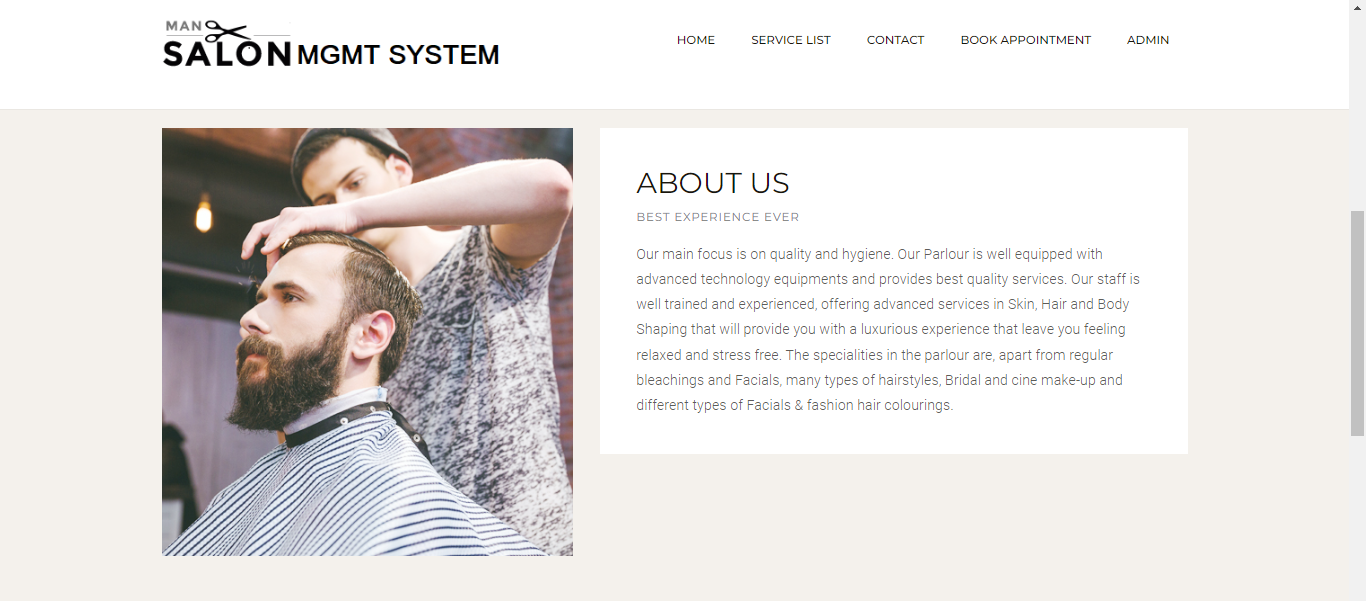 MAN
SALON MGMT SYSTEM
HOME SERVICE LIST CONTACT BOOK APPOINTMENT ADMIN
ABOUT US
BEST EXPERIENCE EVER
Our main focus is on quality and hygiene. Our Parlour is well equipped with
advanced technology equipments and provides best quality services. Our staff is
well trained and experienced, offering advanced services in Skin, Hair and Body
Shaping that will provide you with a luxurious experience that leave you feeling
relaxed and stress free. The specialities in the parlour are, apart from regular
bleachings and Facials, many types of hairstyles, Bridal and cine make-up and
different types of Facials & fashion hair colourings.